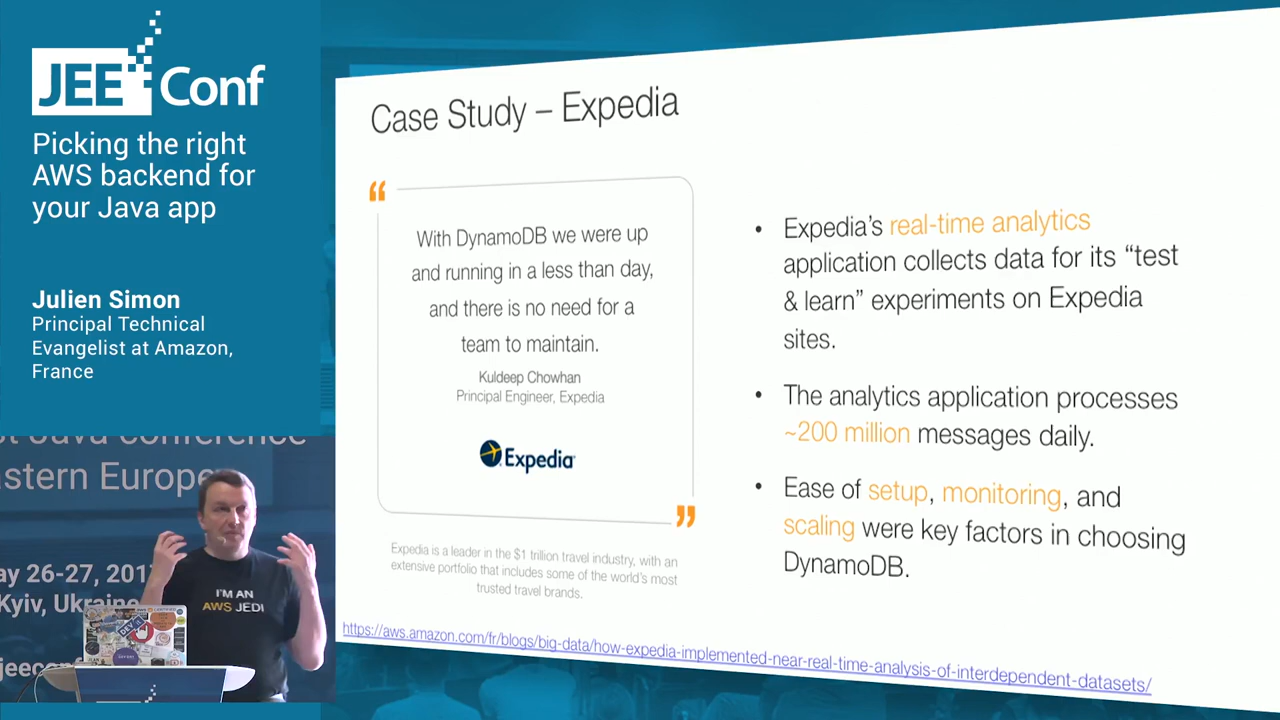 JEE Conf
Picking the right
AWS backend for
your Java app
Julien Simon
Principal Technical
Evangelist at Amazon,
France
Java conference
stern Europe
ay 26-27, 201
Kyiv, Ukraine
jeeconf
I'M AN
AWS JEDI
Case Study – Expedia
“
With DynamoDB we were up
and running in a less than day,
and there is no need for a
team to maintain.
Kuldeep Chowhan
Principal Engineer, Expedia
Expedia
”
Expedia is a leader in the $1 trillion travel industry, with an
extensive portfolio that includes some of the world's most
trusted travel brands.
• Expedia's real-time analytics
application collects data for its “test
& learn” experiments on Expedia
sites.
• The analytics application processes
~200 million messages daily.
• Ease of setup, monitoring, and
scaling were key factors in choosing
DynamoDB.
https://aws.amazon.com/fr/blogs/big-data/how-expedia-implemented-near-real-time-analysis-of-interdependent-datasets/